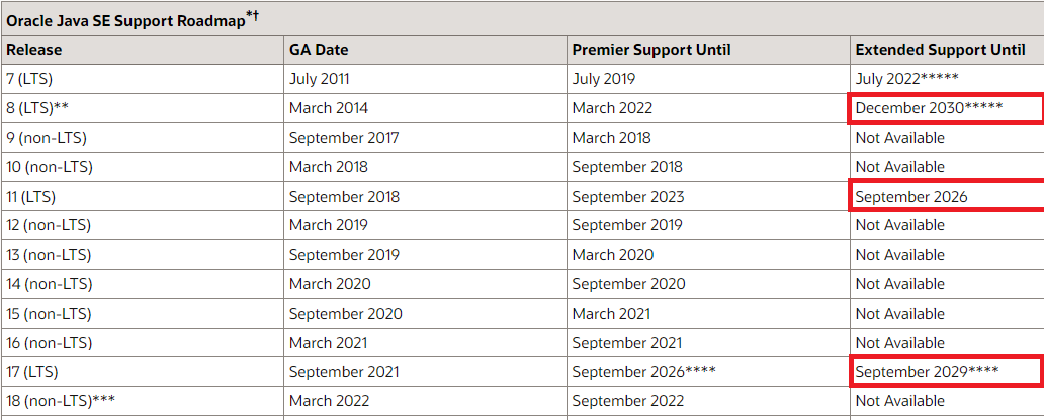 Oracle Java SE Support Roadmap*†
Release GA Date Premier Support Until Extended Support Until
7 (LTS) July 2011 July 2019 July 2022*****
8 (LTS)** March 2014 March 2022 December 2030*****
9 (non-LTS) September 2017 March 2018 Not Available
10 (non-LTS) March 2018 September 2018 Not Available
11 (LTS) September 2018 September 2023 September 2026
12 (non-LTS) March 2019 September 2019 Not Available
13 (non-LTS) September 2019 March 2020 Not Available
14 (non-LTS) March 2020 September 2020 Not Available
15 (non-LTS) September 2020 March 2021 Not Available
16 (non-LTS) March 2021 September 2021 Not Available
17 (LTS) September 2021 September 2026**** September 2029****
18 (non-LTS)*** March 2022 September 2022 Not Available